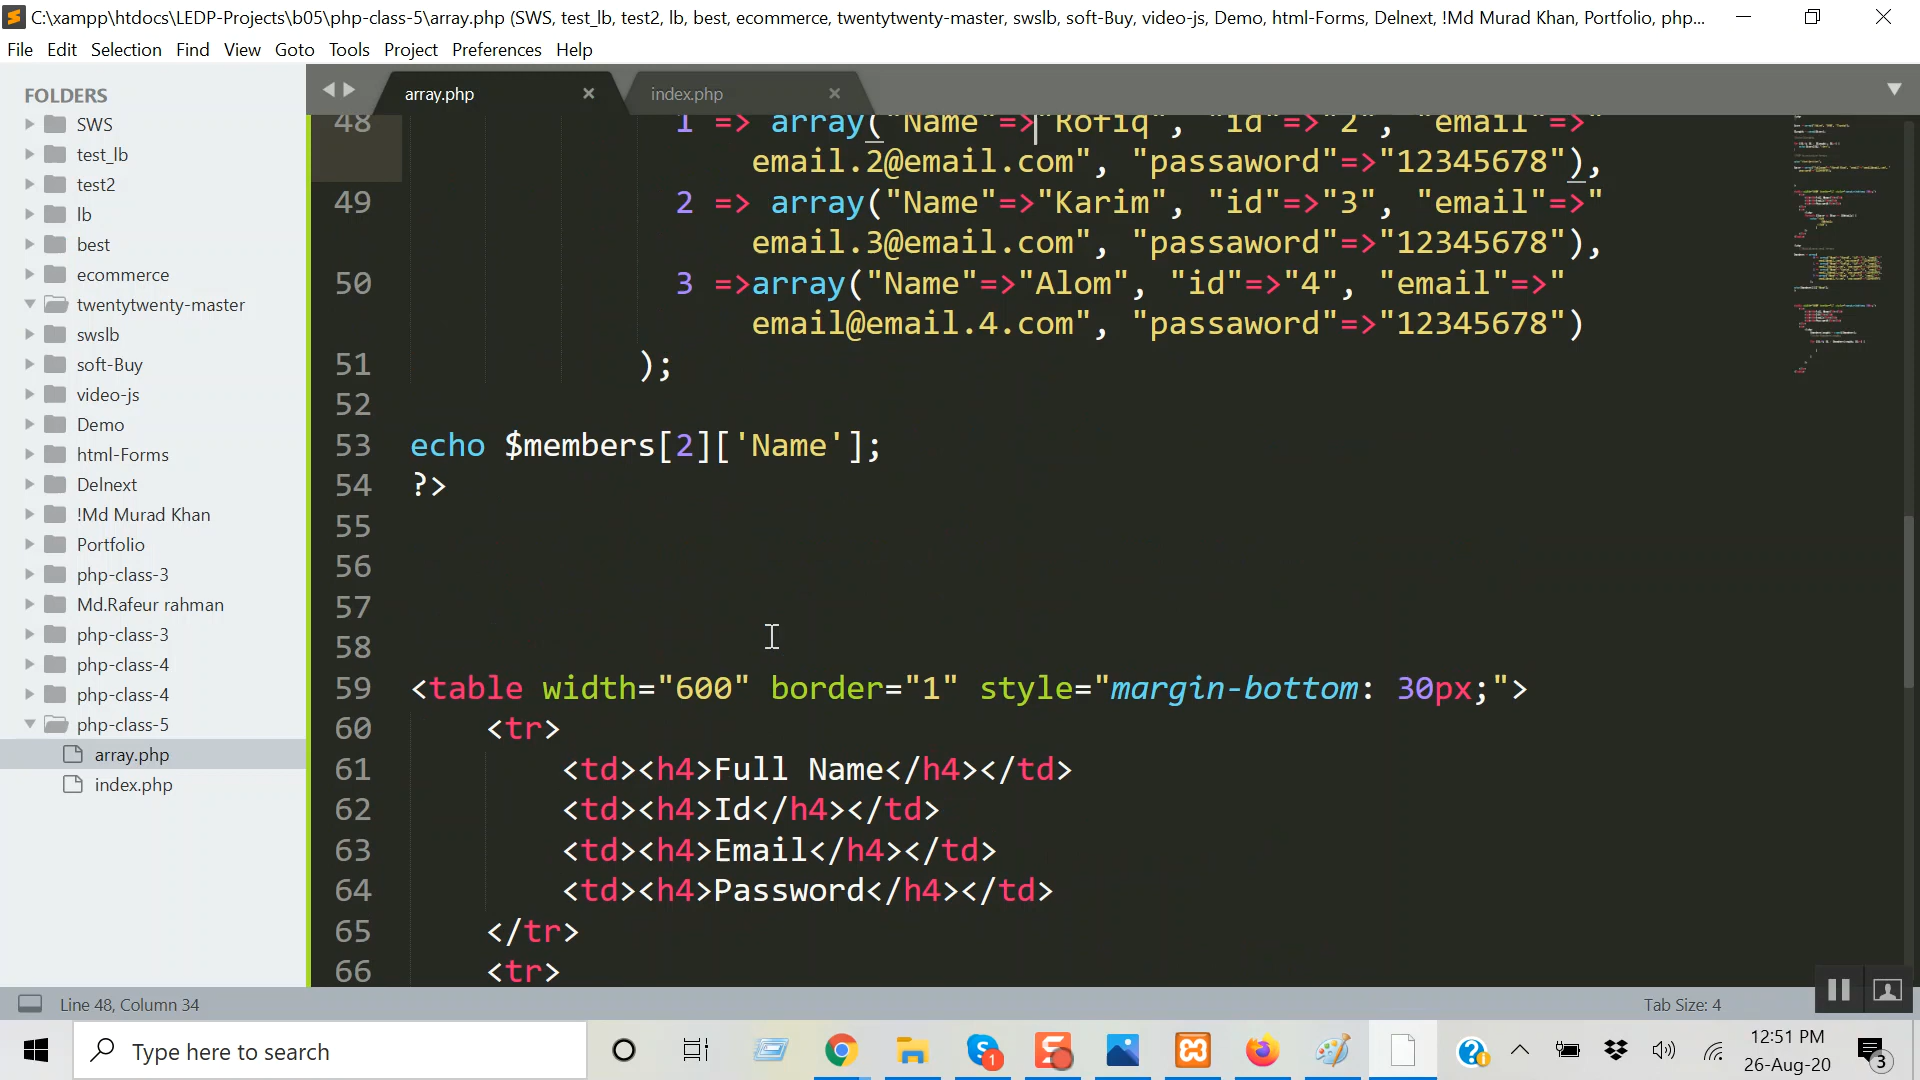 C:\xampp\htdocs\LEDP-Projects\b05\php-class-5\array.php (SWS, test_lb, test2, lb, best, ecommerce, twentytwenty-master, swslb, soft-Buy, video-js, Demo, html-Forms, Delnext, !Md Murad Khan, Portfolio, php...
File Edit Selection Find View Goto Tools Project Preferences Help
FOLDERS
SWS
test_lb
test2
lb
best
ecommerce
twentytwenty-master
swslb
soft-Buy
video-js
Demo
html-Forms
Delnext
!Md Murad Khan
Portfolio
php-class-3
Md.Rafeur rahman
php-class-3
php-class-4
php-class-4
php-class-5
array.php
index.php
array.php index.php
48 1 => array("Name"=>"Rofiq", "id"=>"2", "email"=>"
email.2@email.com", "passaword"=>"12345678"),
49 2 => array("Name"=>"Karim", "id"=>"3", "email"=>"
email.3@email.com", "passaword"=>"12345678"),
50 3 =>array("Name"=>"Alom", "id"=>"4", "email"=>"
email@email.4.com", "passaword"=>"12345678")
51 );
52
53 echo $members[2]['Name'];
54 ?>
55
56
57
58
59 <table width="600" border="1" style="margin-bottom: 30px;">
60 <tr>
61 <td><h4>Full Name</h4></td>
62 <td><h4>Id</h4></td>
63 <td><h4>Email</h4></td>
64 <td><h4>Password</h4></td>
65 </tr>
66 <tr>
Line 48, Column 34
Tab Size: 4
Type here to search
1
12:51 PM
26-Aug-20
3